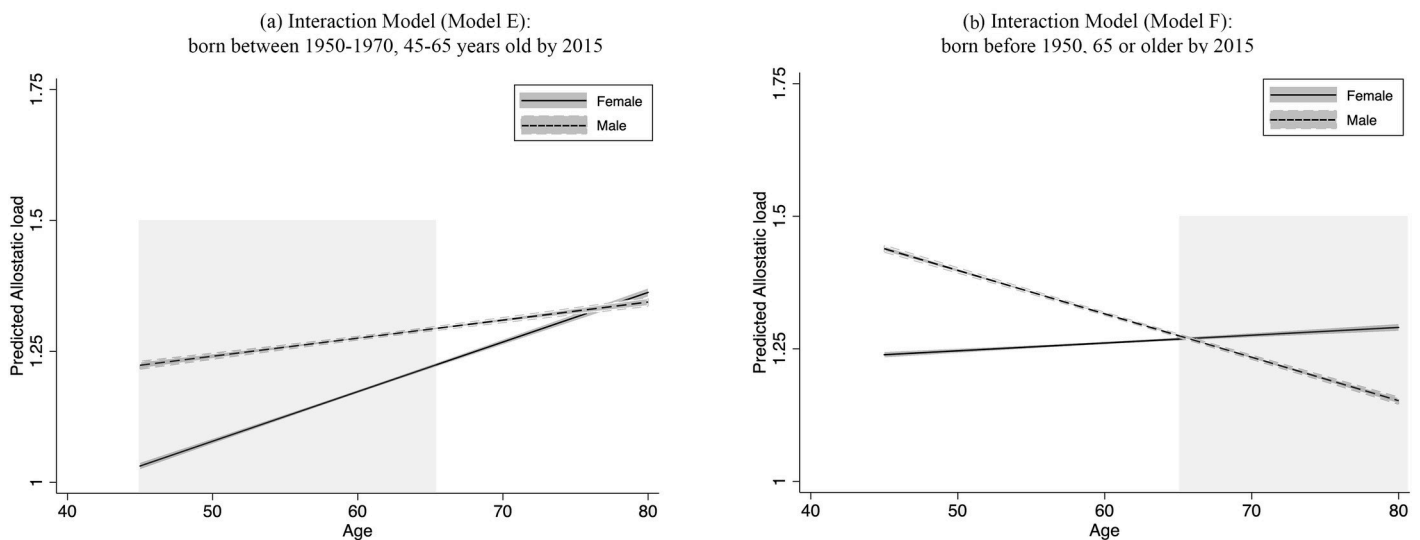 (a) Interaction Model (Model E):
born between 1950-1970, 45-65 years old by 2015
Predicted Allostatic load
1.75
1.5
1.25
1
Female
Male
40 50 60 70 80
Age
(b) Interaction Model (Model F):
born before 1950, 65 or older by 2015
Predicted Allostatic load
1.75
1.5
1.25
1
Female
Male
40 50 60 70 80
Age